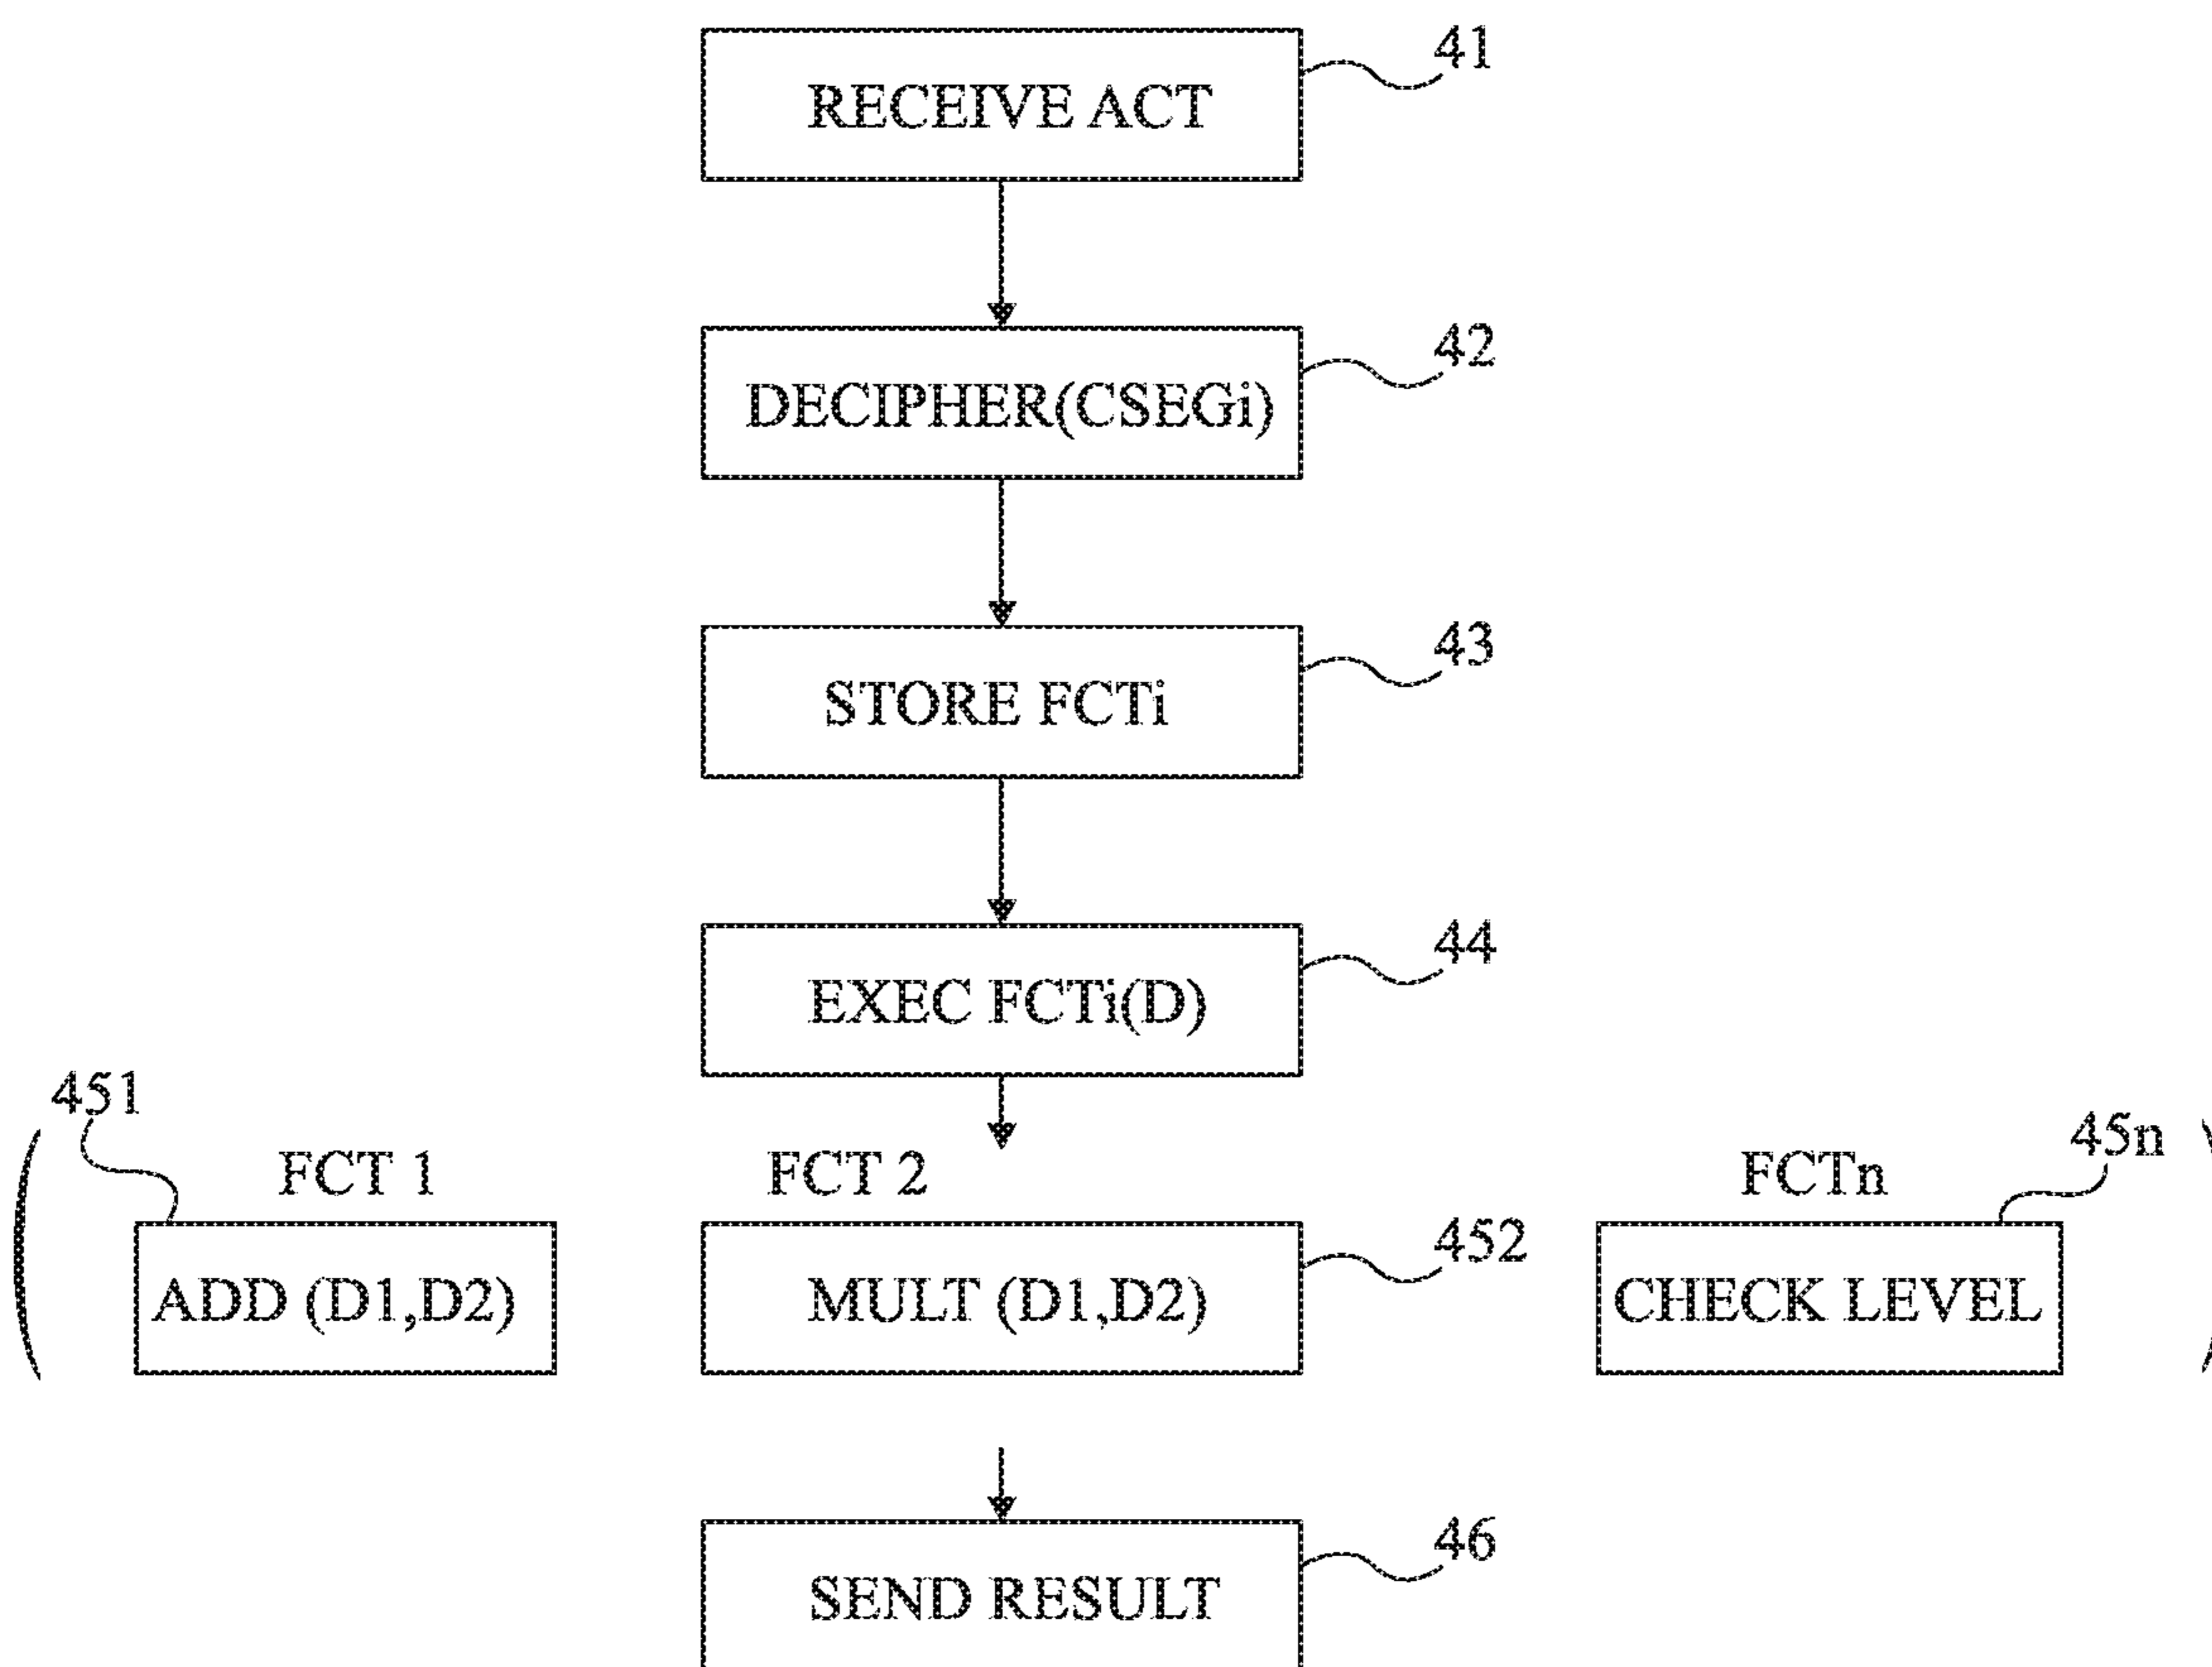 41
RECEIVE ACT
42
DECIPHER(CSEGi)
43
STORE FCTi
44
EXEC FCTi(D)
451
FCT 1
FCT 2
FCTn
45n
ADD (D1,D2)
MULT (D1,D2)
452
CHECK LEVEL
46
SEND RESULT